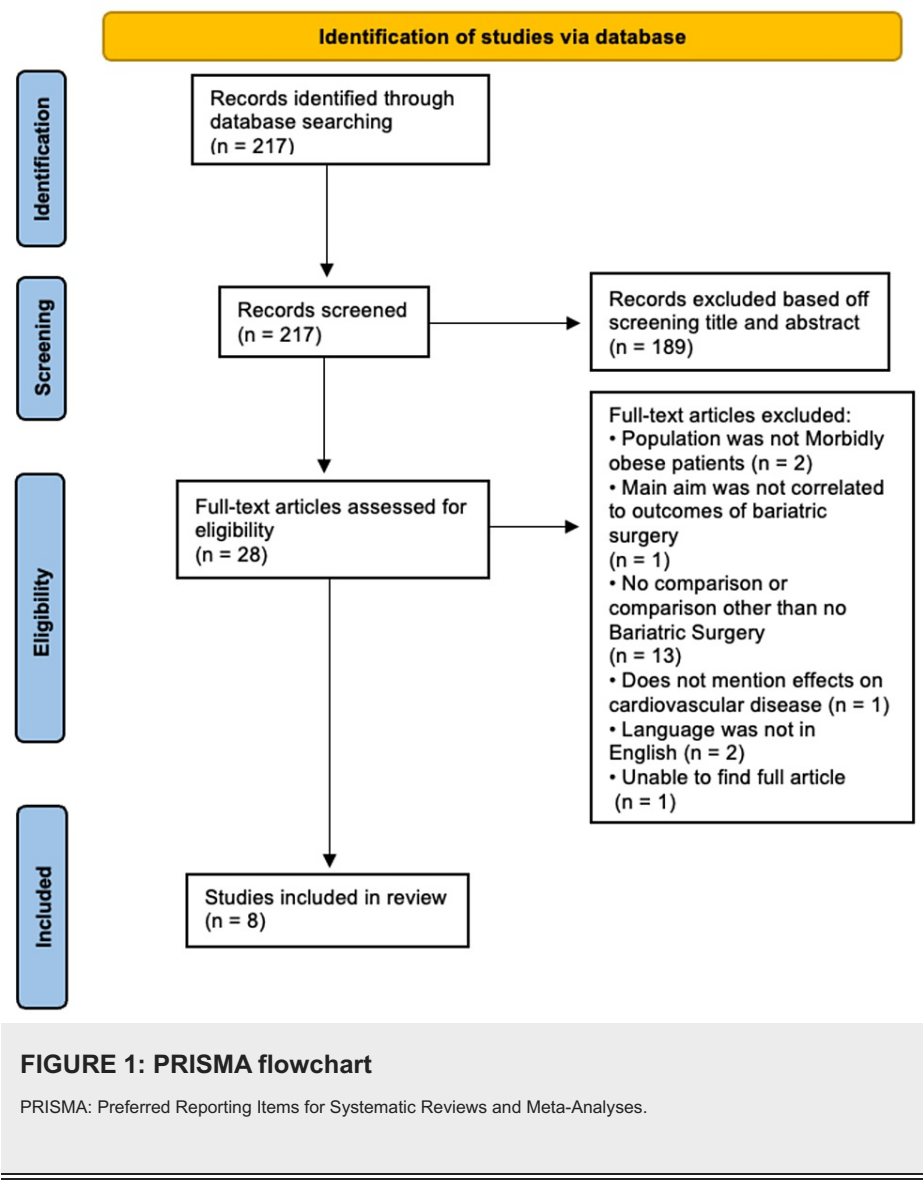 Identification of studies via database
Identification
Records identified through
database searching
(n = 217)
Screening
Records screened
(n = 217)
Records excluded based off
screening title and abstract
(n = 189)
Eligibility
Full-text articles assessed for
eligibility
(n = 28)
Full-text articles excluded:
• Population was not Morbidly
obese patients (n = 2)
• Main aim was not correlated
to outcomes of bariatric
surgery
(n = 1)
• No comparison or
comparison other than no
Bariatric Surgery
(n = 13)
• Does not mention effects on
cardiovascular disease (n = 1)
• Language was not in
English (n = 2)
• Unable to find full article
(n = 1)
Included
Studies included in review
(n = 8)
FIGURE 1: PRISMA flowchart
PRISMA: Preferred Reporting Items for Systematic Reviews and Meta-Analyses.